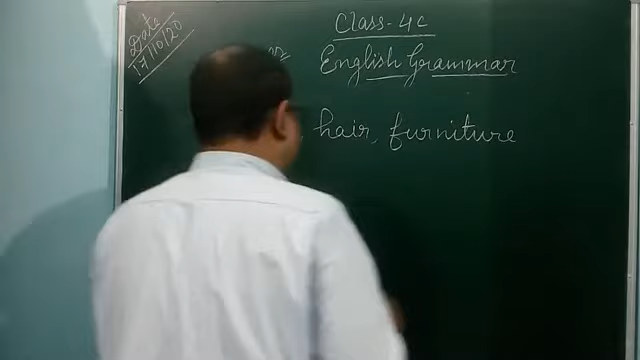 Date
17/10/20
Class-4c
English Grammar
hair, furniture